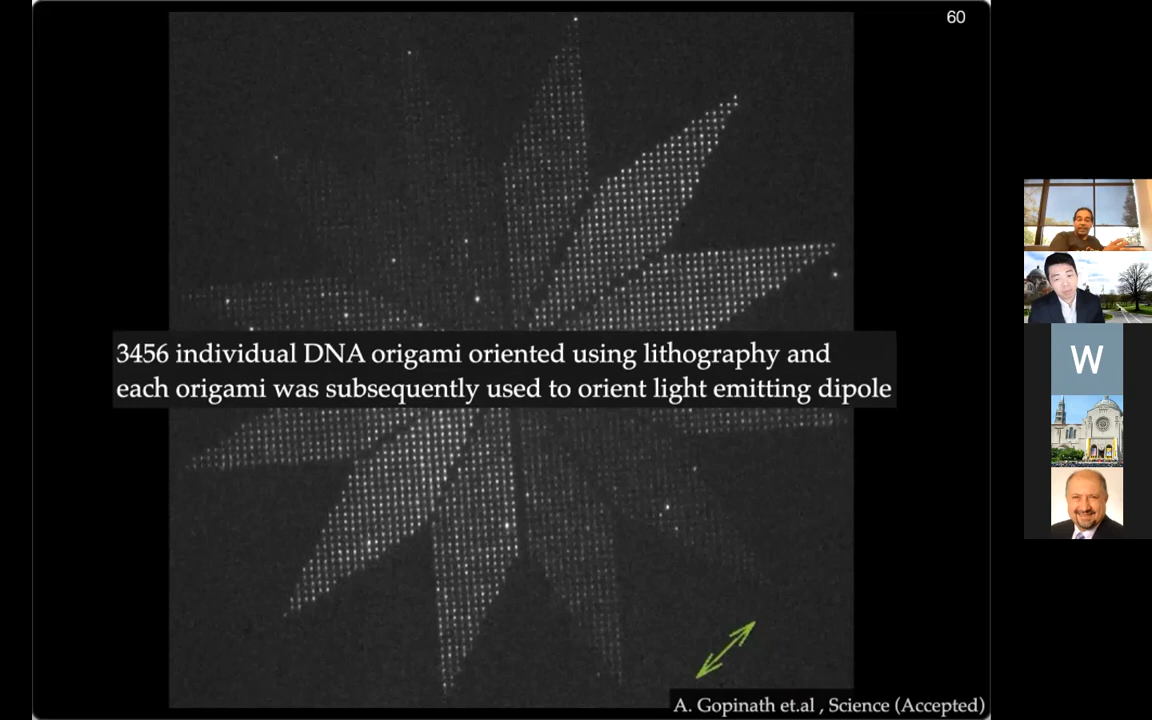 60
3456 individual DNA origami oriented using lithography and
each origami was subsequently used to orient light emitting dipole
W
A. Gopinath et.al , Science (Accepted)